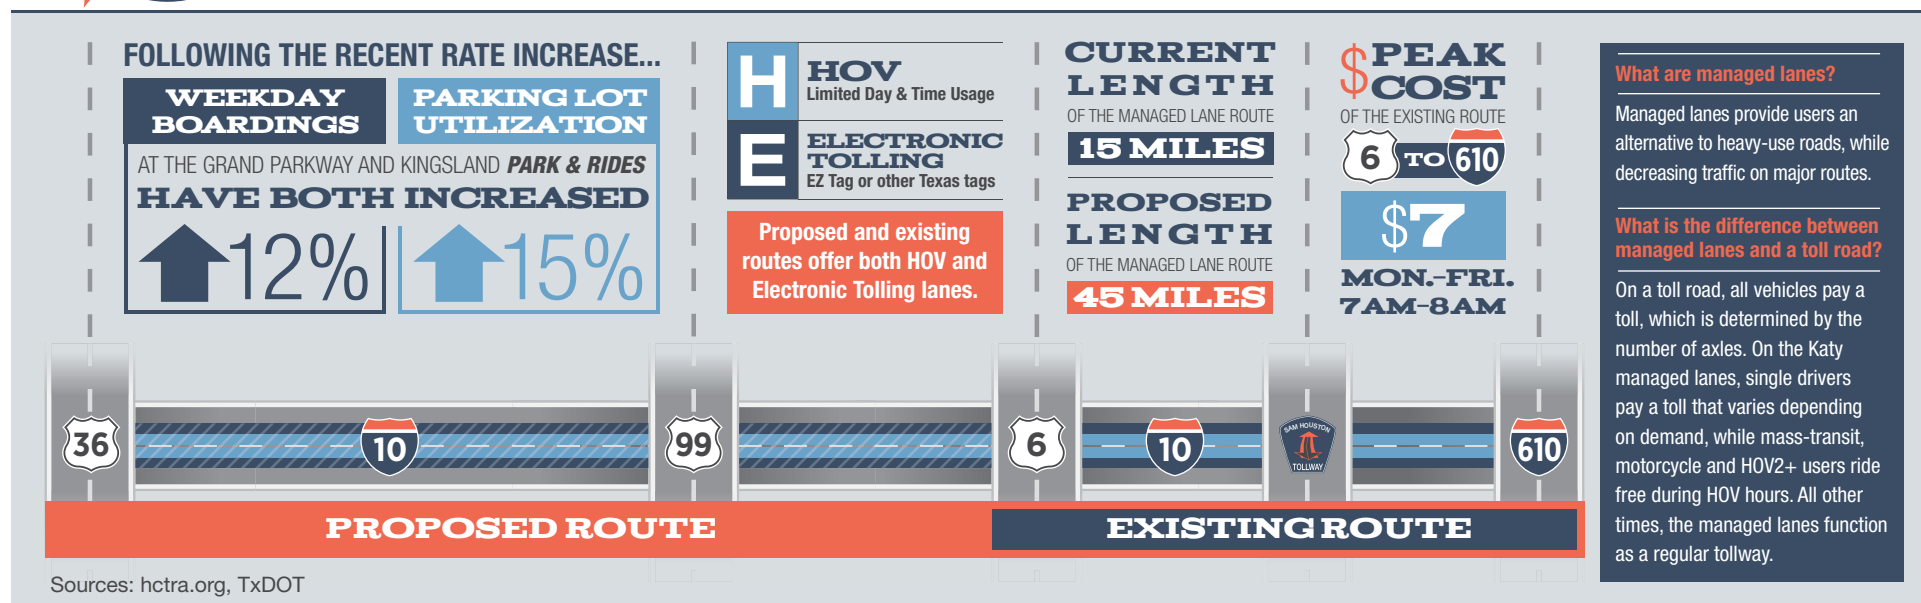 FOLLOWING THE RECENT RATE INCREASE...
WEEKDAY
BOARDINGS
PARKING LOT
UTILIZATION
AT THE GRAND PARKWAY AND KINGSLAND PARK & RIDES
HAVE BOTH INCREASED
12%
15%
H
HOV
Limited Day & Time Usage
E
ELECTRONIC
TOLLING
EZ Tag or other Texas tags
Proposed and existing
routes offer both HOV and
Electronic Tolling lanes.
CURRENT
LENGTH
OF THE MANAGED LANE ROUTE
15 MILES
PROPOSED
LENGTH
OF THE MANAGED LANE ROUTE
45 MILES
$PEAK
COST
OF THE EXISTING ROUTE
6 TO 610
$7
MON.-FRI.
7AM-8AM
What are managed lanes?
Managed lanes provide users an
alternative to heavy-use roads, while
decreasing traffic on major routes.
What is the difference between
managed lanes and a toll road?
On a toll road, all vehicles pay a
toll, which is determined by the
number of axles. On the Katy
managed lanes, single drivers
pay a toll that varies depending
on demand, while mass-transit,
motorcycle and HOV2+ users ride
free during HOV hours. All other
times, the managed lanes function
as a regular tollway.
36
10
99
6
10
SAM HOUSTON
TOLLWAY
610
PROPOSED ROUTE
EXISTING ROUTE
Sources: hctra.org, TxDOT